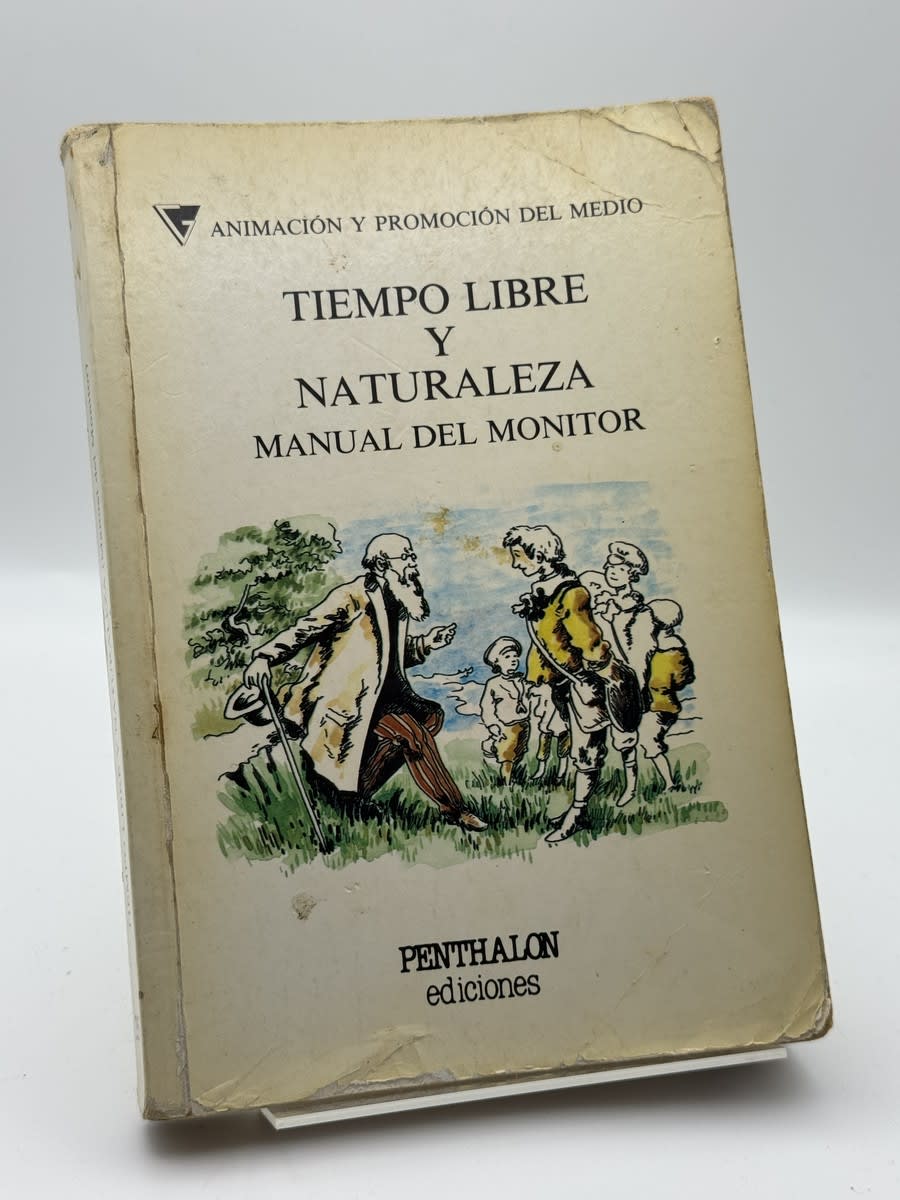 ANIMACIÓN Y PROMOCIÓN DEL MEDIO
TIEMPO LIBRE
Y
NATURALEZA
MANUAL DEL MONITOR
PENTHALON
ediciones